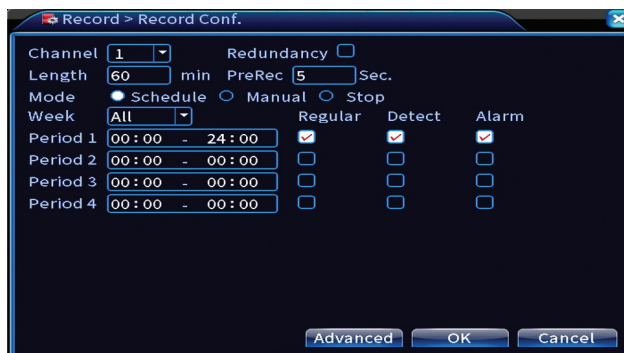 Record > Record Conf.
Channel 1 Redundancy
Length 60 min PreRec 5 Sec.
Mode Schedule Manual Stop
Week All Regular Detect Alarm
Period 1 00:00 - 24:00
Period 2 00:00 - 00:00
Period 3 00:00 - 00:00
Period 4 00:00 - 00:00
Advanced OK Cancel